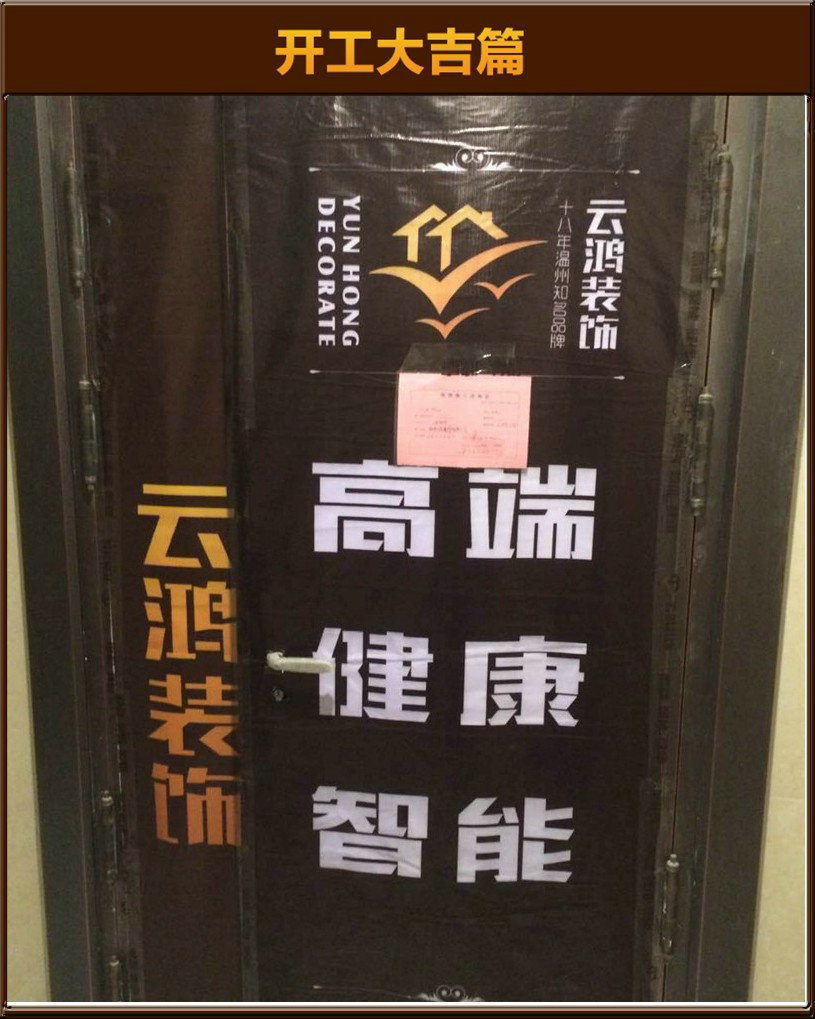 开工大吉篇
云鸿装饰
十八年温州知名品牌
YUN HONG
DECORATE
高端
健康
智能
云鸿装饰